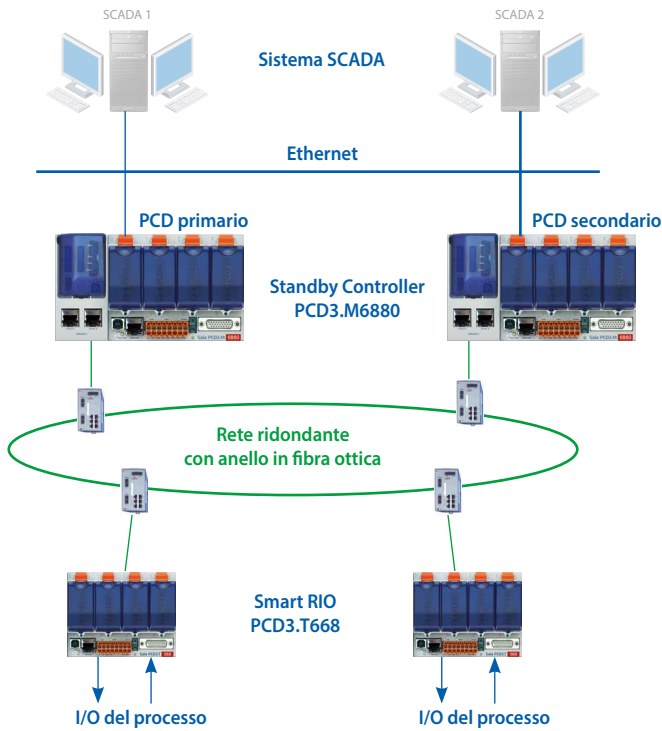 SCADA 1
SCADA 2
Sistema SCADA
Ethernet
PCD primario
PCD secondario
Standby Controller
PCD3.M6880
Rete ridondante
con anello in fibra ottica
Smart RIO
PCD3.T668
I/O del processo
I/O del processo